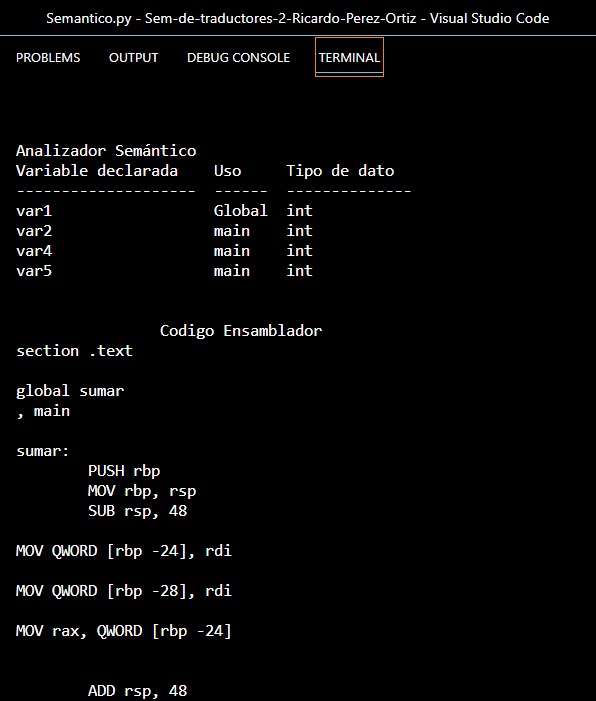 Semantico.py - Sem-de-traductores-2-Ricardo-Perez-Ortiz - Visual Studio Code
PROBLEMS OUTPUT DEBUG CONSOLE TERMINAL
Analizador Semántico
Variable declarada Uso Tipo de dato
-------------------- ------ --------------
var1 Global int
var2 main int
var4 main int
var5 main int
Codigo Ensamblador
section .text
global sumar
, main
sumar:
PUSH rbp
MOV rbp, rsp
SUB rsp, 48
MOV QWORD [rbp -24], rdi
MOV QWORD [rbp -28], rdi
MOV rax, QWORD [rbp -24]
ADD rsp, 48